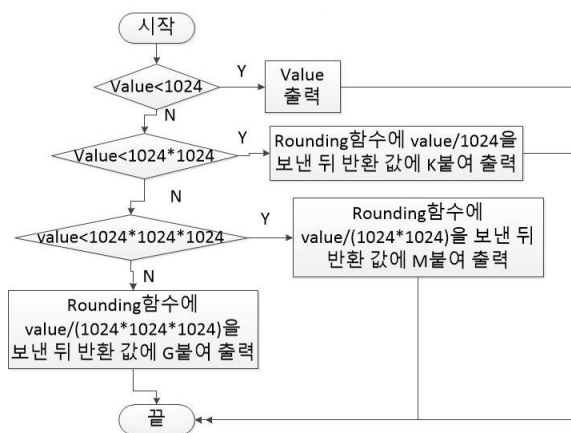 시작
Value<1024
Y
Value
출력
N
Value<1024*1024
Y
Rounding함수에 value/1024을
보낸 뒤 반환 값에 K붙여 출력
N
value<1024*1024*1024
Y
Rounding함수에
value/(1024*1024)을 보낸 뒤
반환 값에 M붙여 출력
N
Rounding함수에
value/(1024*1024*1024)을
보낸 뒤 반환 값에 G붙여 출력
끝